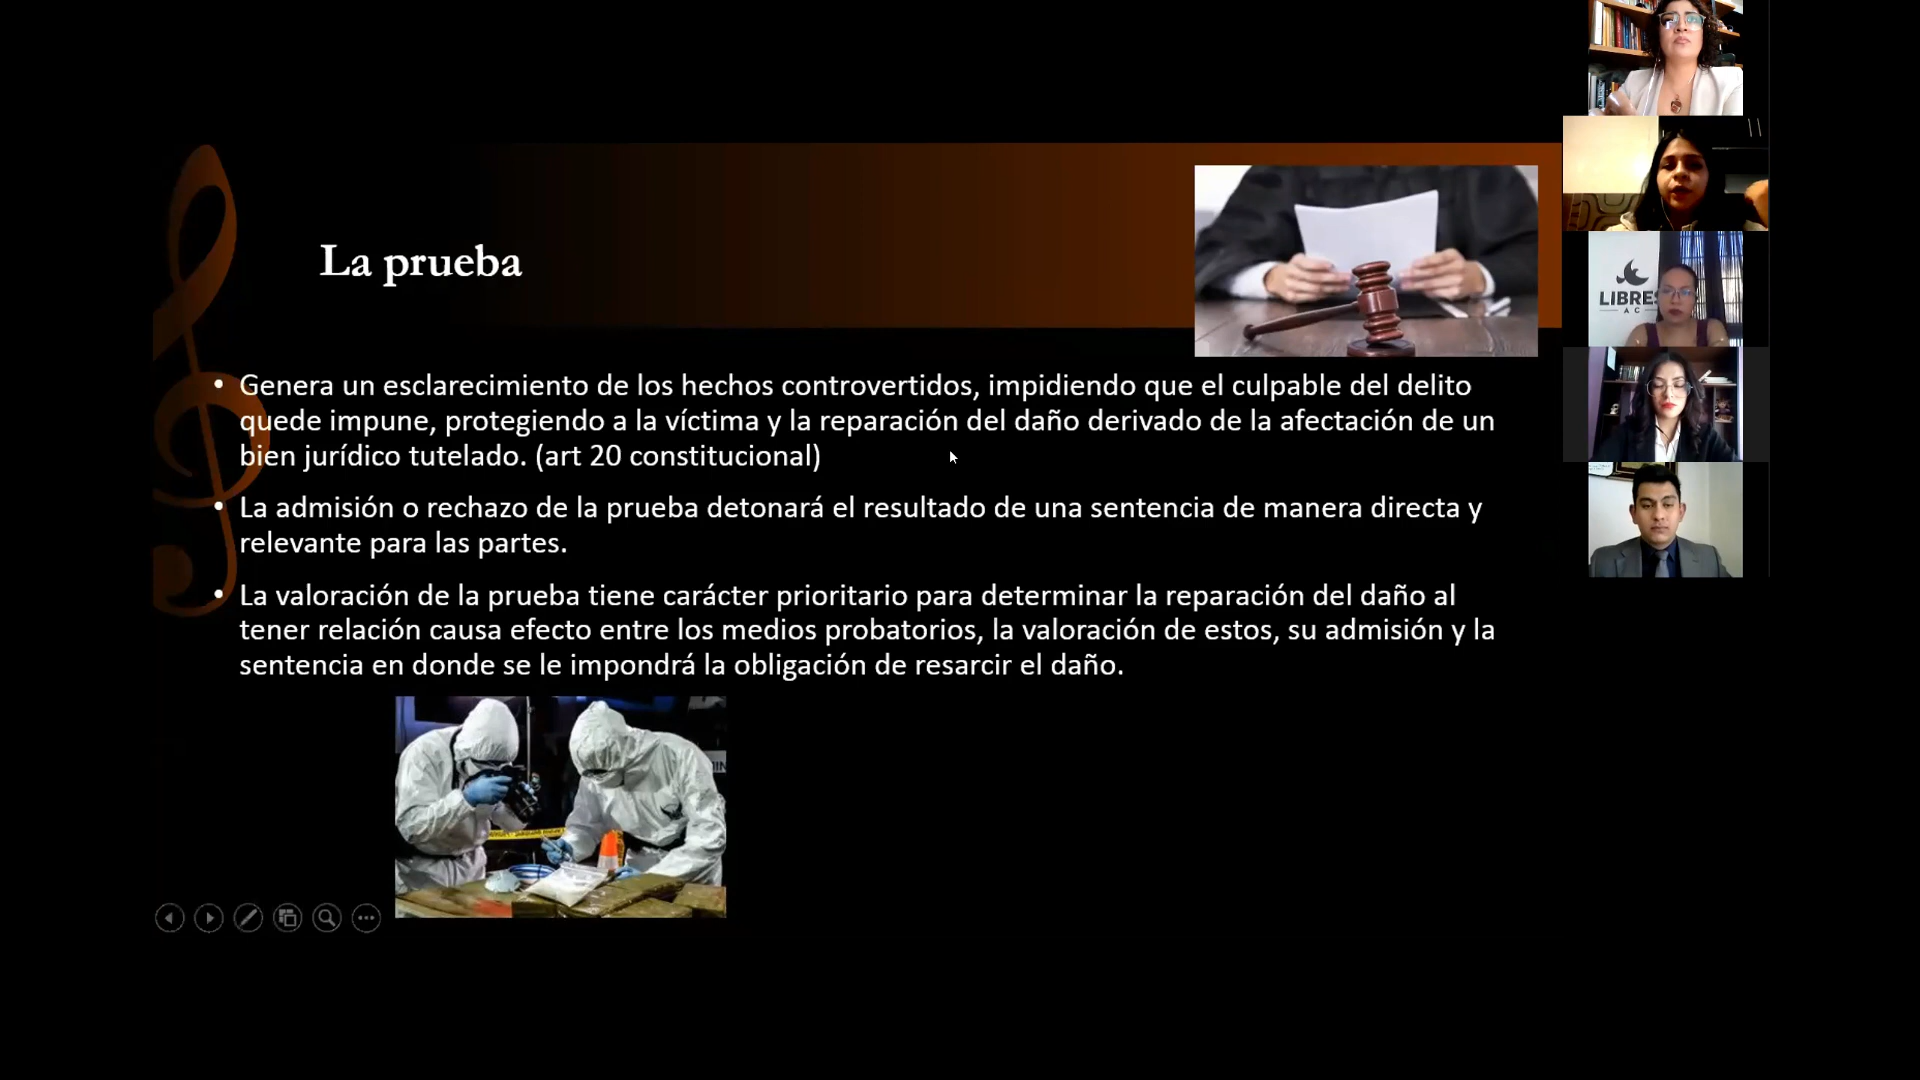 La prueba
• Genera un esclarecimiento de los hechos controvertidos, impidiendo que el culpable del delito
quede impune, protegiendo a la víctima y la reparación del daño derivado de la afectación de un
bien jurídico tutelado. (art 20 constitucional)
• La admisión o rechazo de la prueba detonará el resultado de una sentencia de manera directa y
relevante para las partes.
• La valoración de la prueba tiene carácter prioritario para determinar la reparación del daño al
tener relación causa efecto entre los medios probatorios, la valoración de estos, su admisión y la
sentencia en donde se le impondrá la obligación de resarcir el daño.
LIBRES
AC